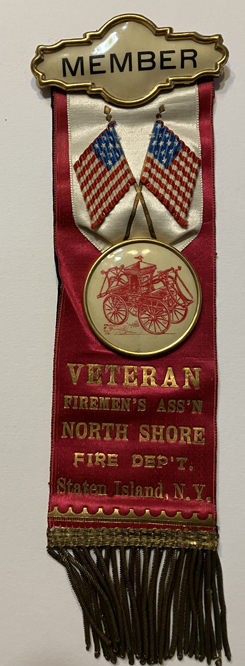 MEMBER
VETERAN
FIREMEN'S ASS'N
NORTH SHORE
FIRE DEP'T.
Staten Island, N.Y.